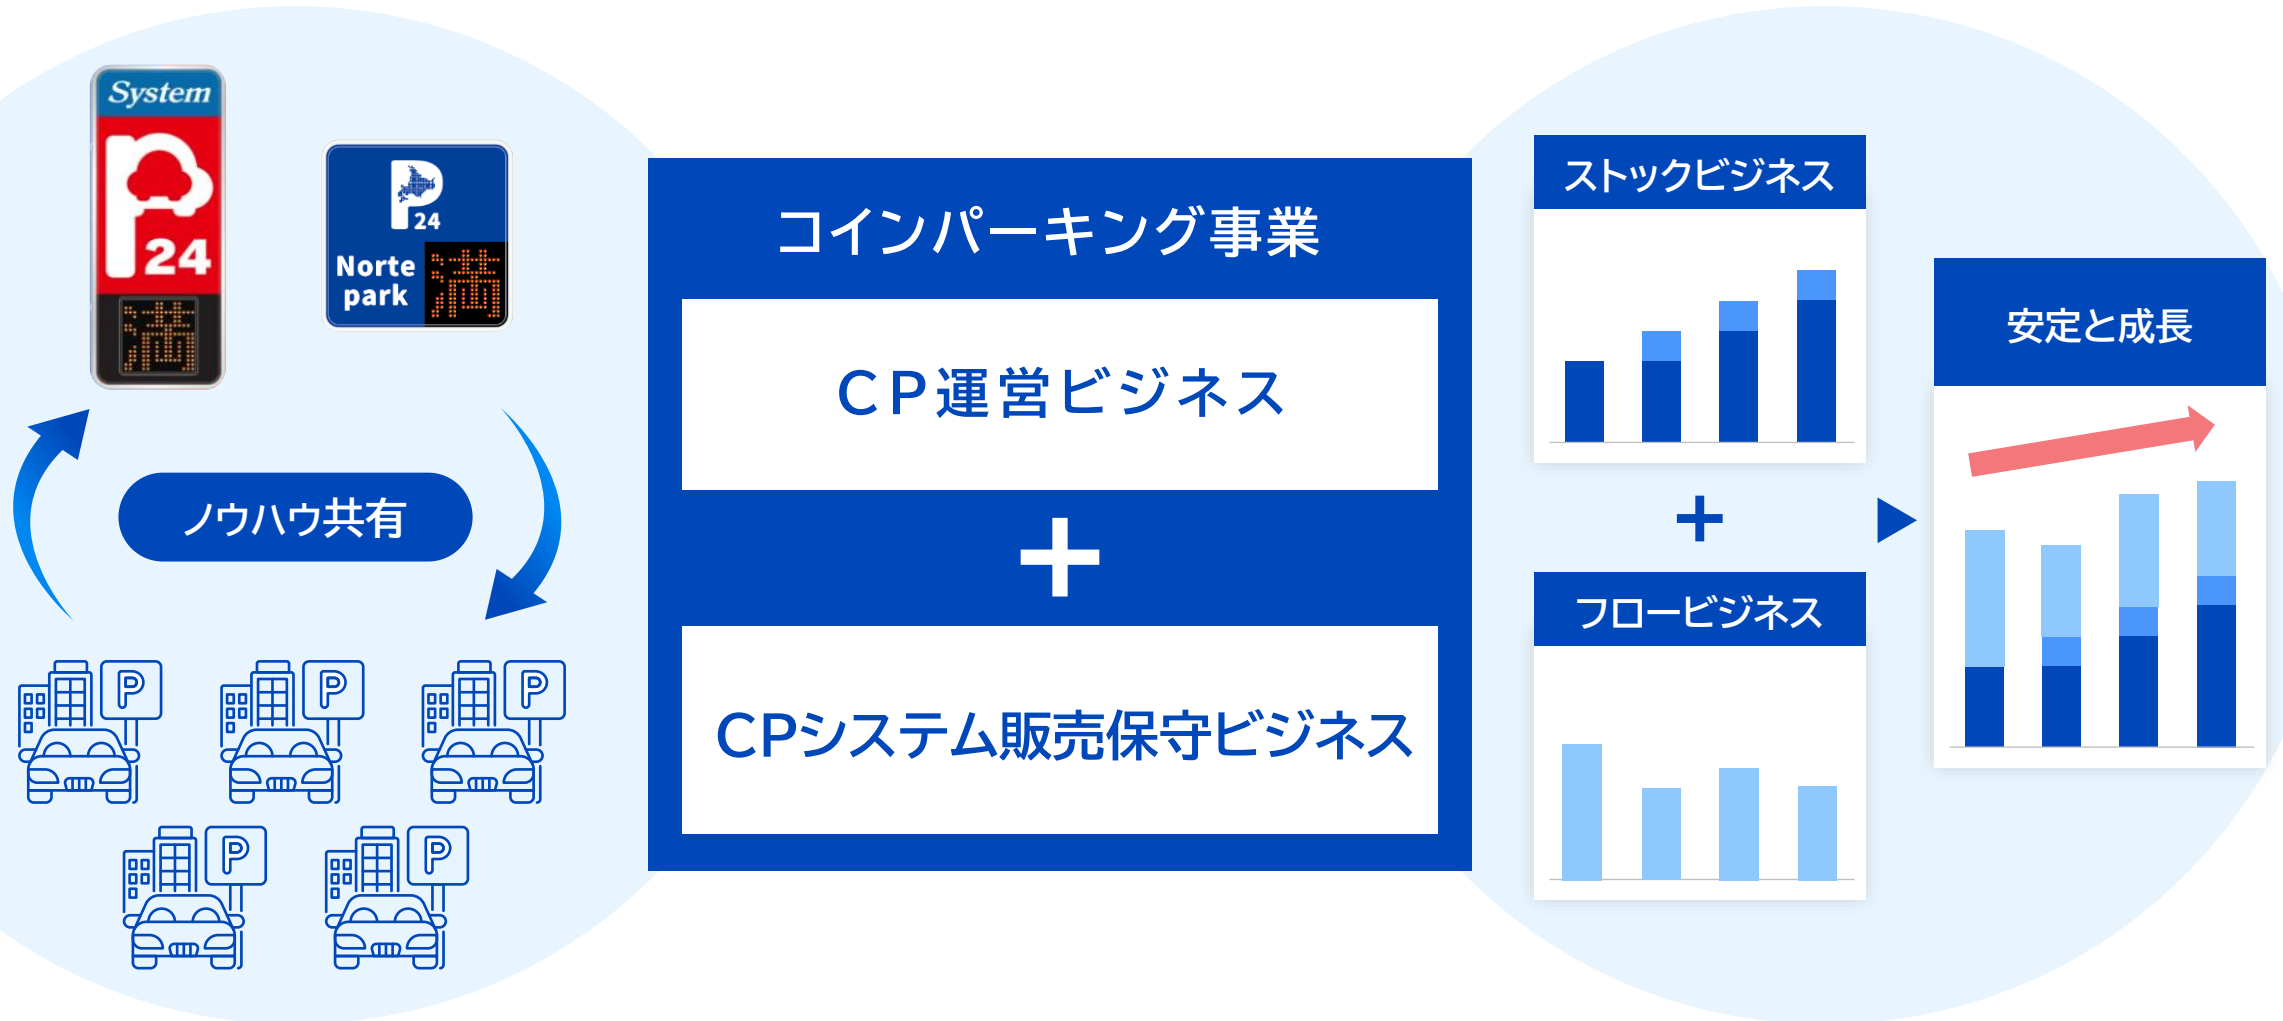 System
P
24
満
P
24
Norte
park
満
ノウハウ共有
P
P
P
P
P
コインパーキング事業
CP運営ビジネス
+
CPシステム販売保守ビジネス
ストックビジネス
+
フロービジネス
安定と成長